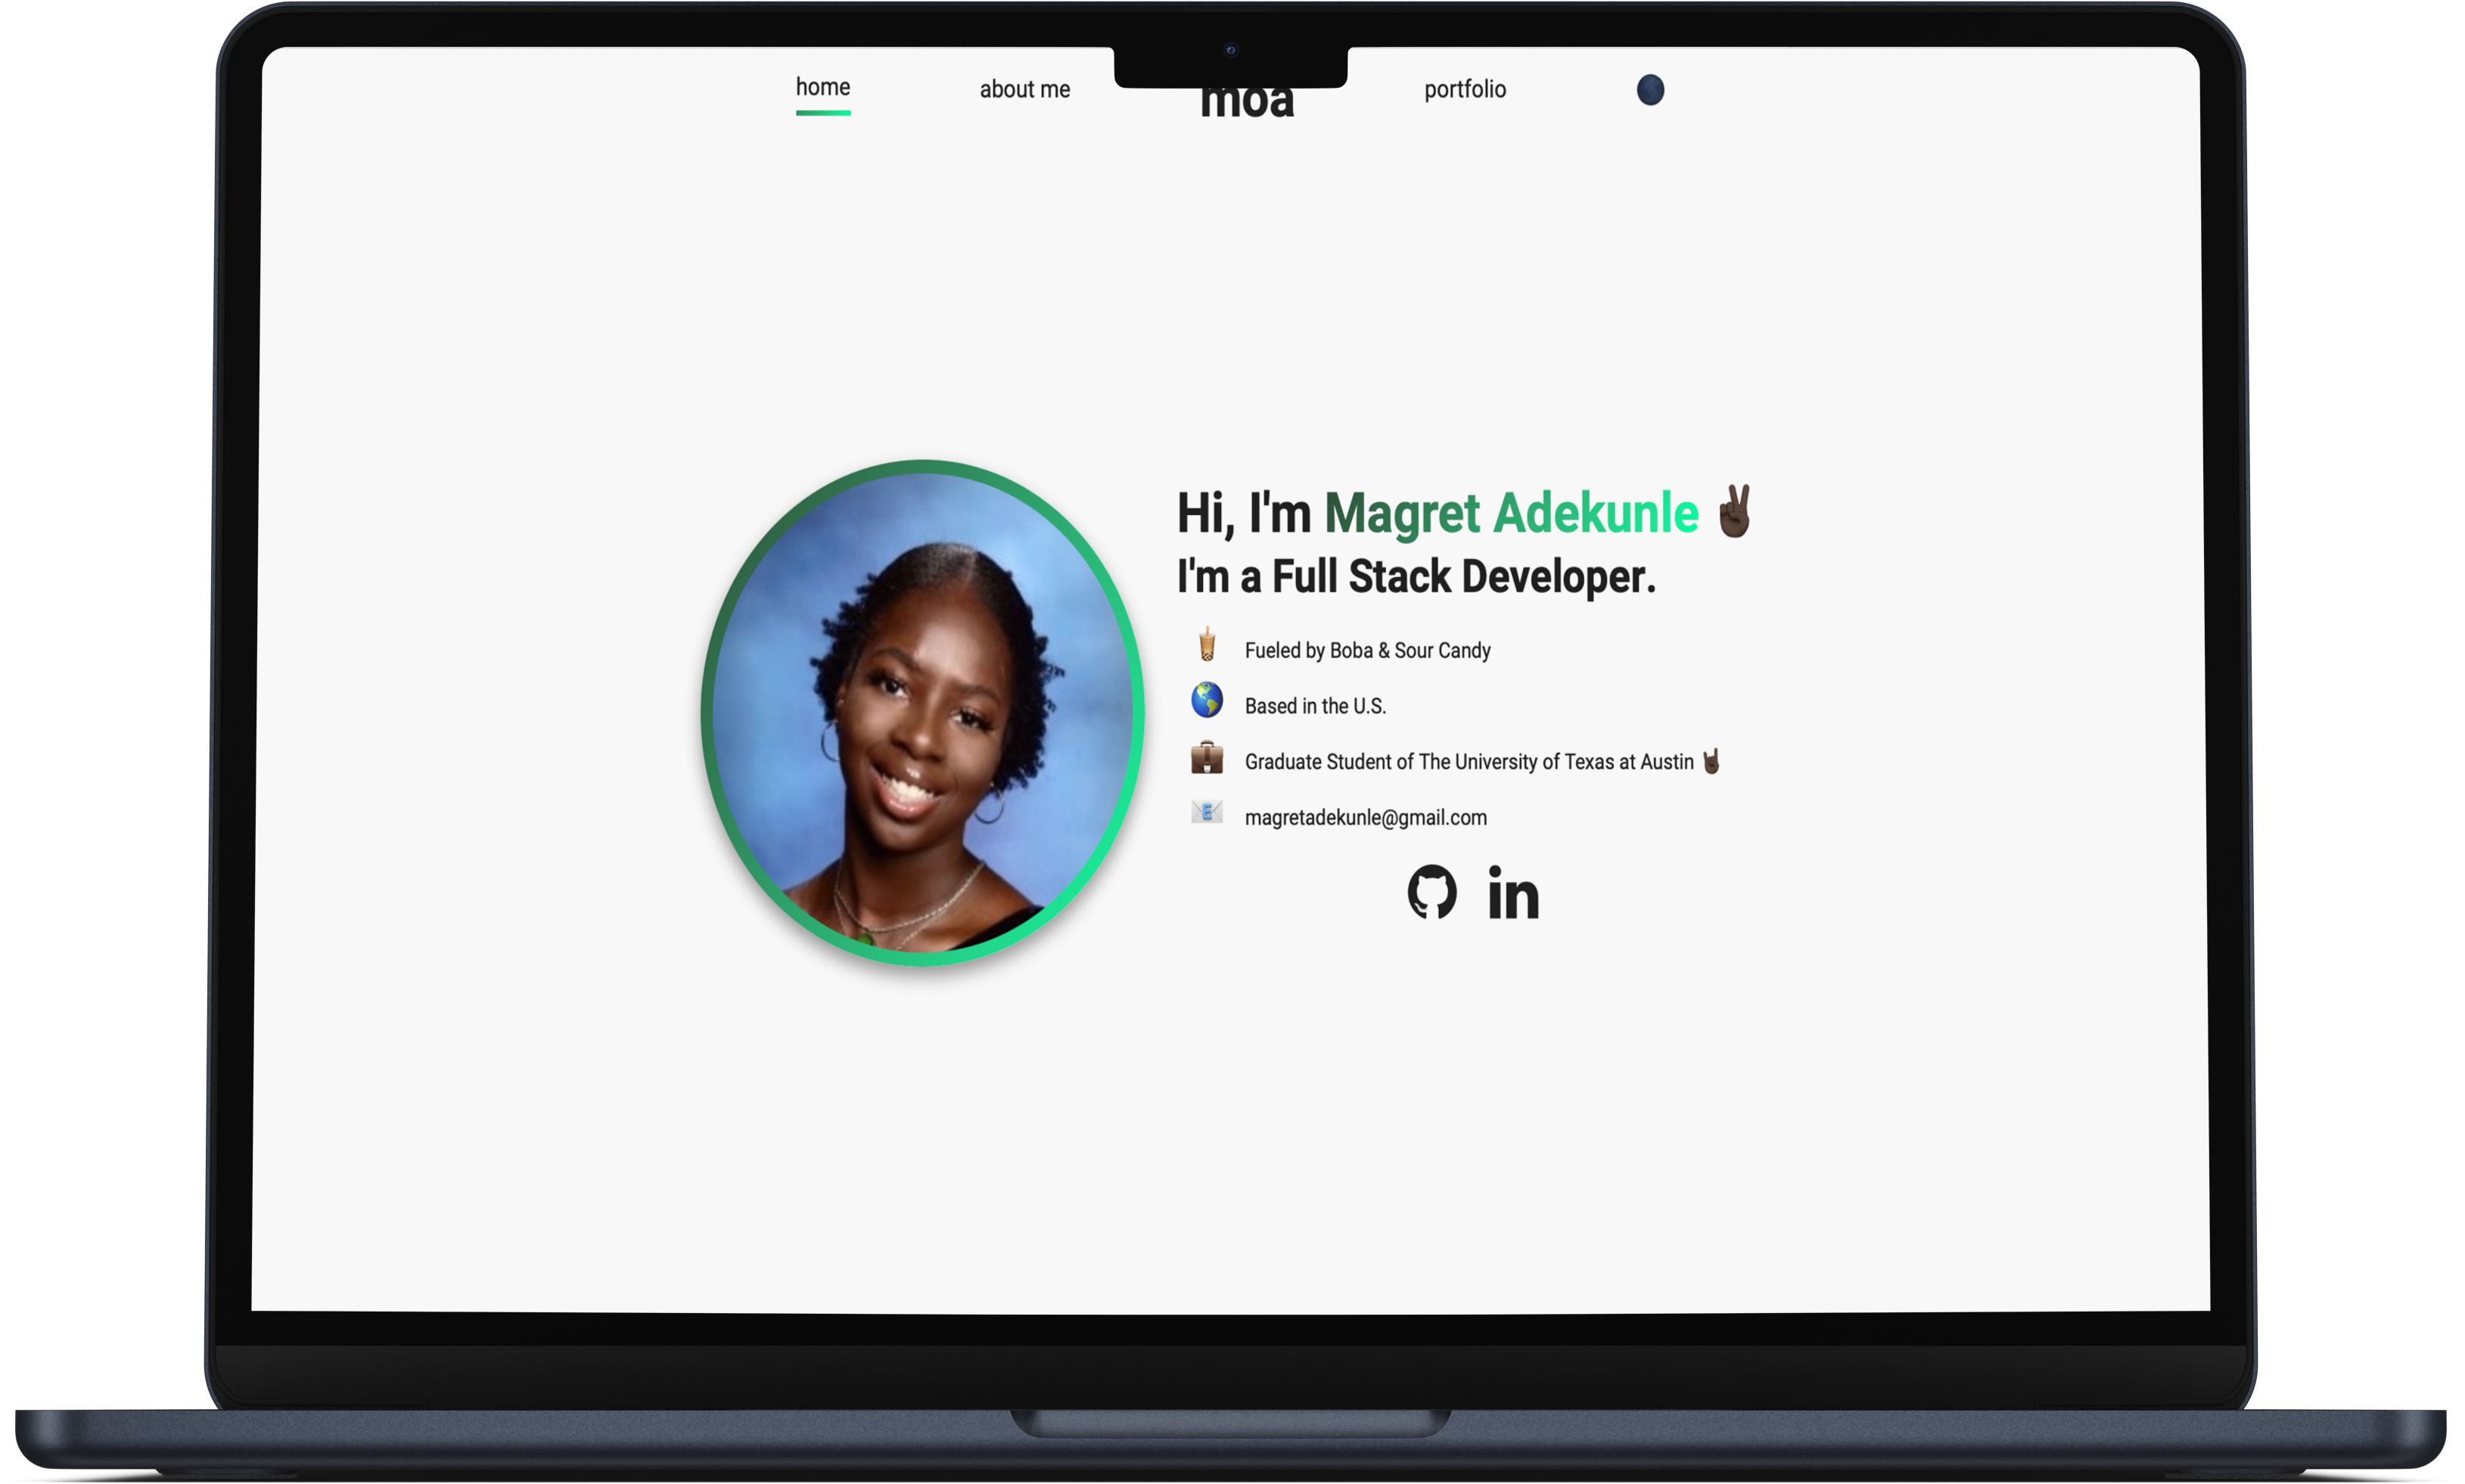 home about me moa portfolio
Hi, I'm Magret Adekunle ✌🏿
I'm a Full Stack Developer.
Fueled by Boba & Sour Candy
Based in the U.S.
Graduate Student of The University of Texas at Austin 🤘🏿
magretadekunle@gmail.com
in